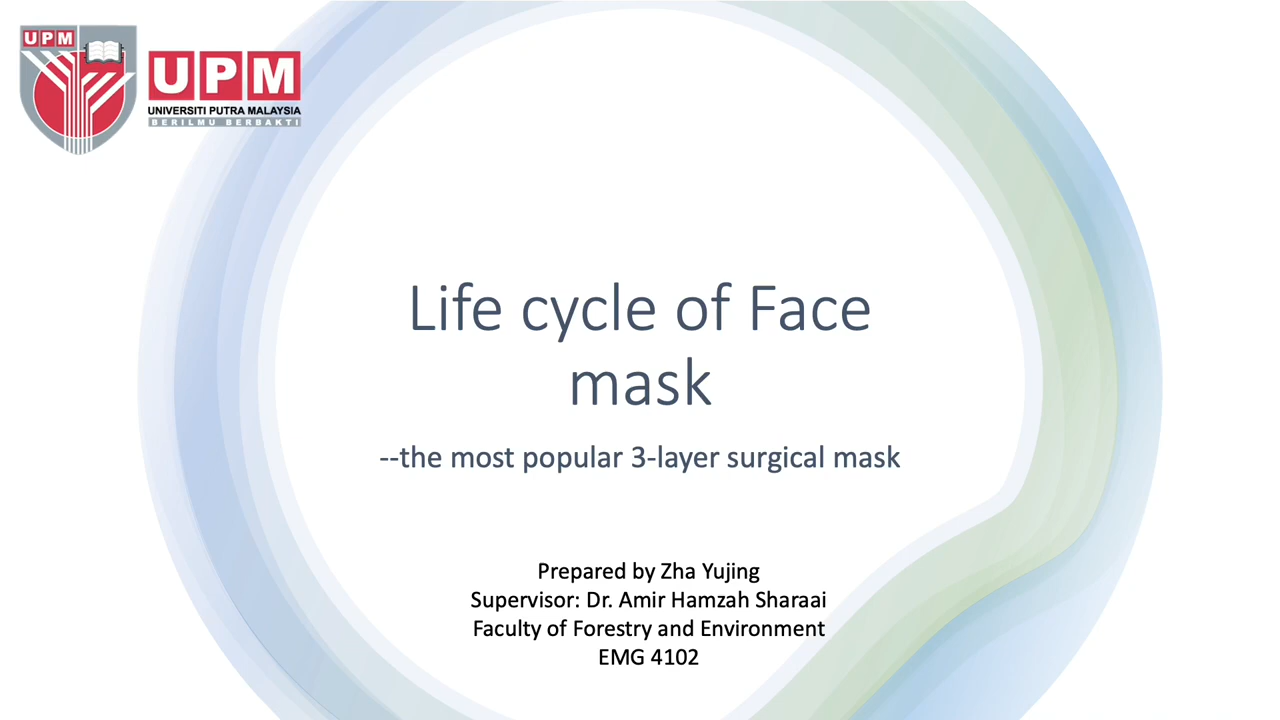 UPM
UPM
UNIVERSITI PUTRA MALAYSIA
BERILMU BERBAKTI
Life cycle of Face
mask
--the most popular 3-layer surgical mask
Prepared by Zha Yujing
Supervisor: Dr. Amir Hamzah Sharaai
Faculty of Forestry and Environment
EMG 4102